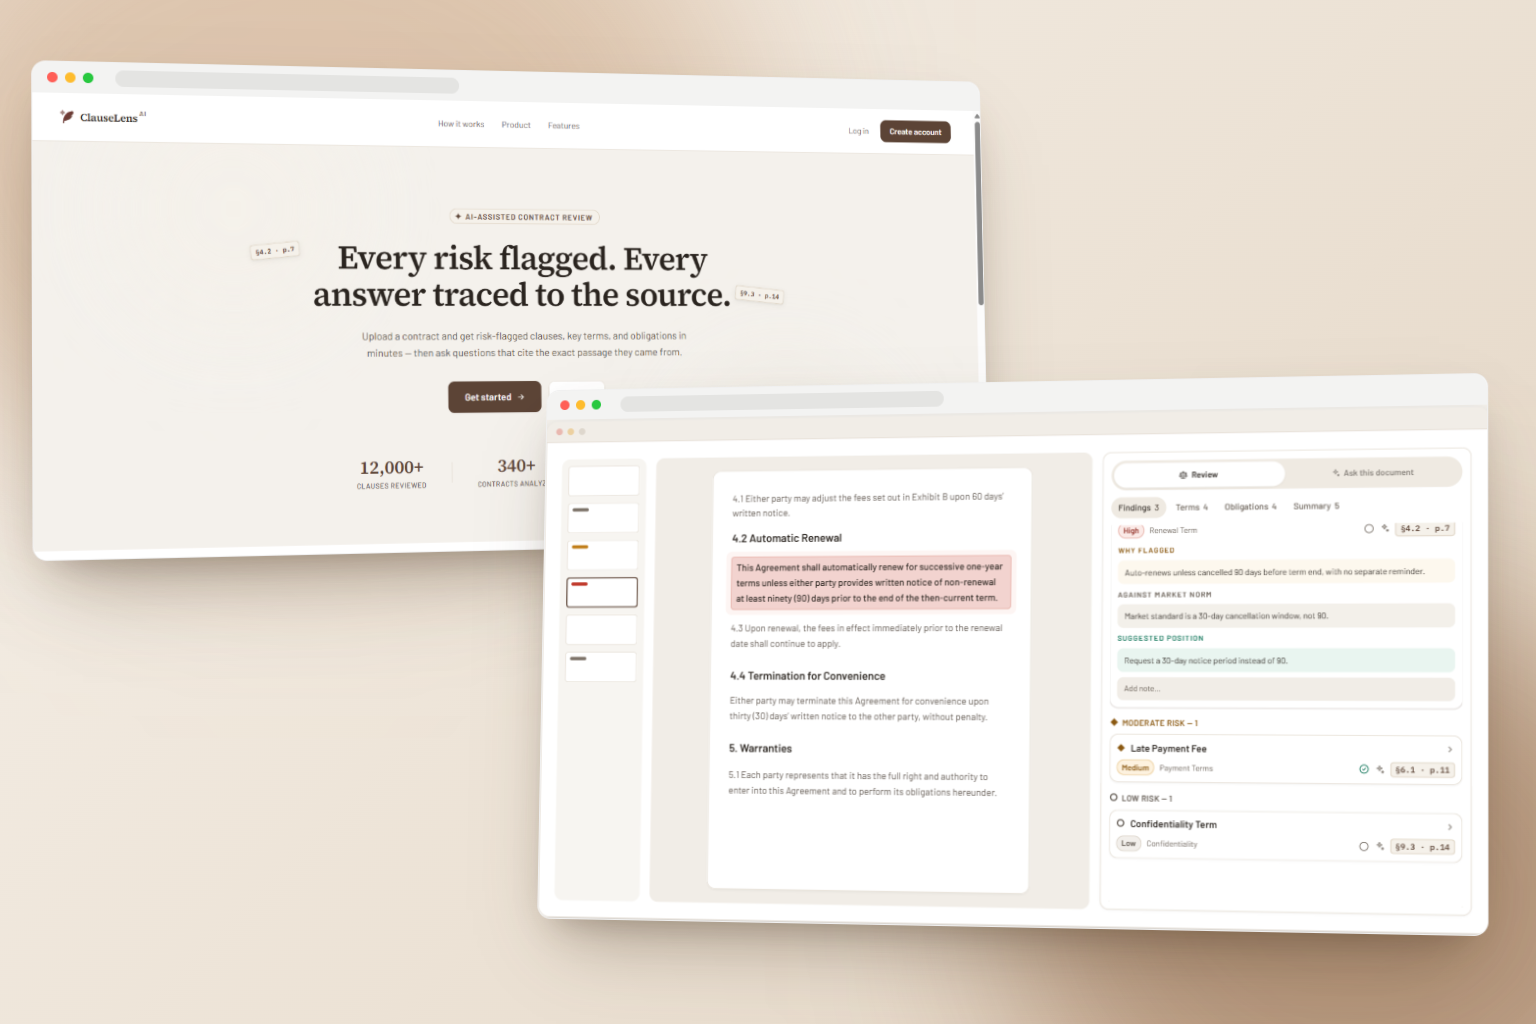 ClauseLens AI
How it works Product Features
Log in Create account
AI-ASSISTED CONTRACT REVIEW
§4.2 · p.7
Every risk flagged. Every
answer traced to the source.
§9.3 · p.14
Upload a contract and get risk-flagged clauses, key terms, and obligations in
minutes — then ask questions that cite the exact passage they came from.
Get started →
12,000+ 340+
CLAUSES REVIEWED CONTRACTS ANALYZ
4.1 Either party may adjust the fees set out in Exhibit B upon 60 days'
written notice.
4.2 Automatic Renewal
This Agreement shall automatically renew for successive one-year
terms unless either party provides written notice of non-renewal
at least ninety (90) days prior to the end of the then-current term.
4.3 Upon renewal, the fees in effect immediately prior to the renewal
date shall continue to apply.
4.4 Termination for Convenience
Either party may terminate this Agreement for convenience upon
thirty (30) days' written notice to the other party, without penalty.
5. Warranties
5.1 Each party represents that it has the full right and authority to
enter into this Agreement and to perform its obligations hereunder.
Review Ask this document
Findings 3 Terms 4 Obligations 4 Summary 5
High Renewal Term §4.2 · p.7
WHY FLAGGED
Auto-renews unless cancelled 90 days before term end, with no separate reminder.
AGAINST MARKET NORM
Market standard is a 30-day cancellation window, not 90.
SUGGESTED POSITION
Request a 30-day notice period instead of 90.
Add note...
MODERATE RISK — 1
Late Payment Fee
Medium Payment Terms §6.1 · p.11
LOW RISK — 1
Confidentiality Term
Low Confidentiality §9.3 · p.14